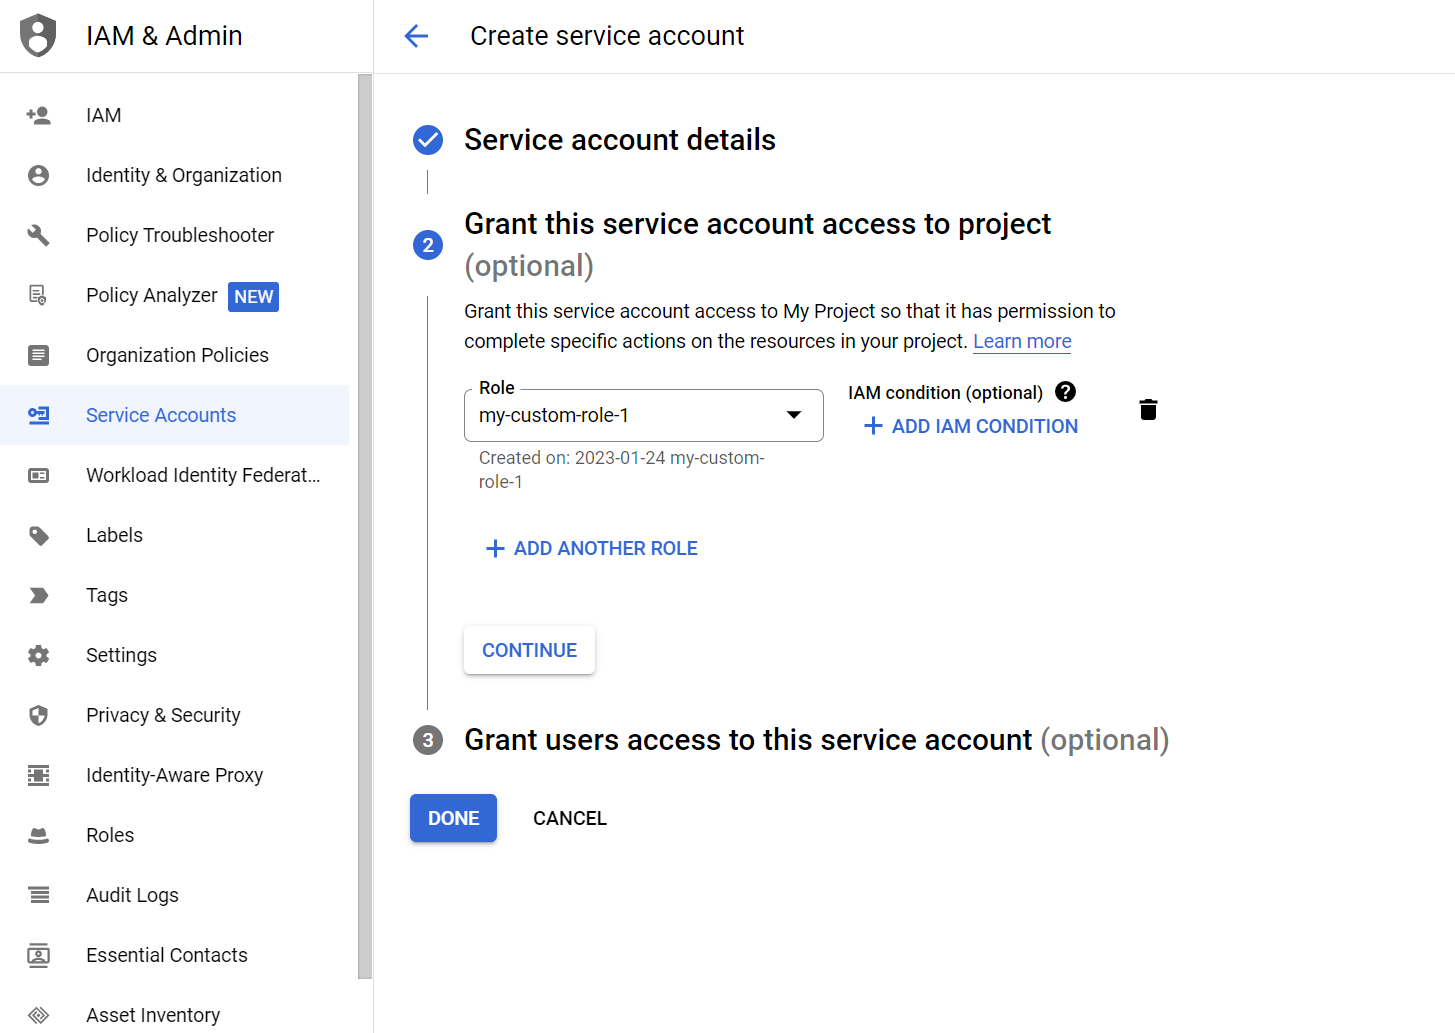 IAM & Admin
Create service account
IAM
Identity & Organization
Policy Troubleshooter
Policy Analyzer NEW
Organization Policies
Service Accounts
Workload Identity Federat...
Labels
Tags
Settings
Privacy & Security
Identity-Aware Proxy
Roles
Audit Logs
Essential Contacts
Asset Inventory
Service account details
2
Grant this service account access to project
(optional)
Grant this service account access to My Project so that it has permission to
complete specific actions on the resources in your project. Learn more
Role
my-custom-role-1
IAM condition (optional) ?
+ ADD IAM CONDITION
Created on: 2023-01-24 my-custom-
role-1
+ ADD ANOTHER ROLE
CONTINUE
3 Grant users access to this service account (optional)
DONE CANCEL